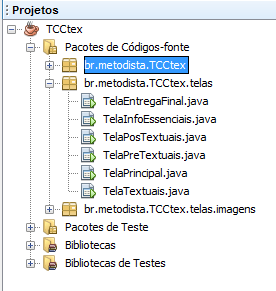 Projetos
TCCtex
Pacotes de Códigos-fonte
br.metodista.TCCtex
br.metodista.TCCtex.telas
TelaEntregaFinal.java
TelaInfoEssenciais.java
TelaPosTextuais.java
TelaPreTextuais.java
TelaPrincipal.java
TelaTextuais.java
br.metodista.TCCtex.telas.imagens
Pacotes de Teste
Bibliotecas
Bibliotecas de Testes